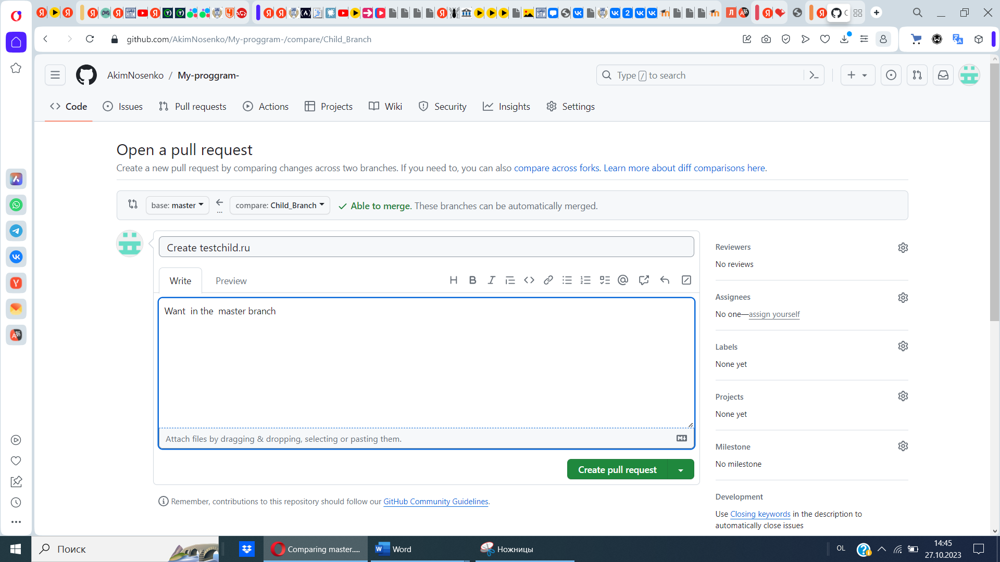 github.com/AkimNosenko/My-proggram-/compare/Child_Branch
AkimNosenko / My-proggram-
Type / to search
Code Issues Pull requests Actions Projects Wiki Security Insights Settings
Open a pull request
Create a new pull request by comparing changes across two branches. If you need to, you can also compare across forks. Learn more about diff comparisons here.
base: master compare: Child_Branch Able to merge. These branches can be automatically merged.
Create testchild.ru
Write Preview
Want  in the  master branch
Attach files by dragging & dropping, selecting or pasting them.
Create pull request
Remember, contributions to this repository should follow our GitHub Community Guidelines.
Reviewers
No reviews
Assignees
No one—assign yourself
Labels
None yet
Projects
None yet
Milestone
No milestone
Development
Use Closing keywords in the description to
automatically close issues
Поиск
Comparing master.....
Word
Ножницы
OL
14:45
27.10.2023